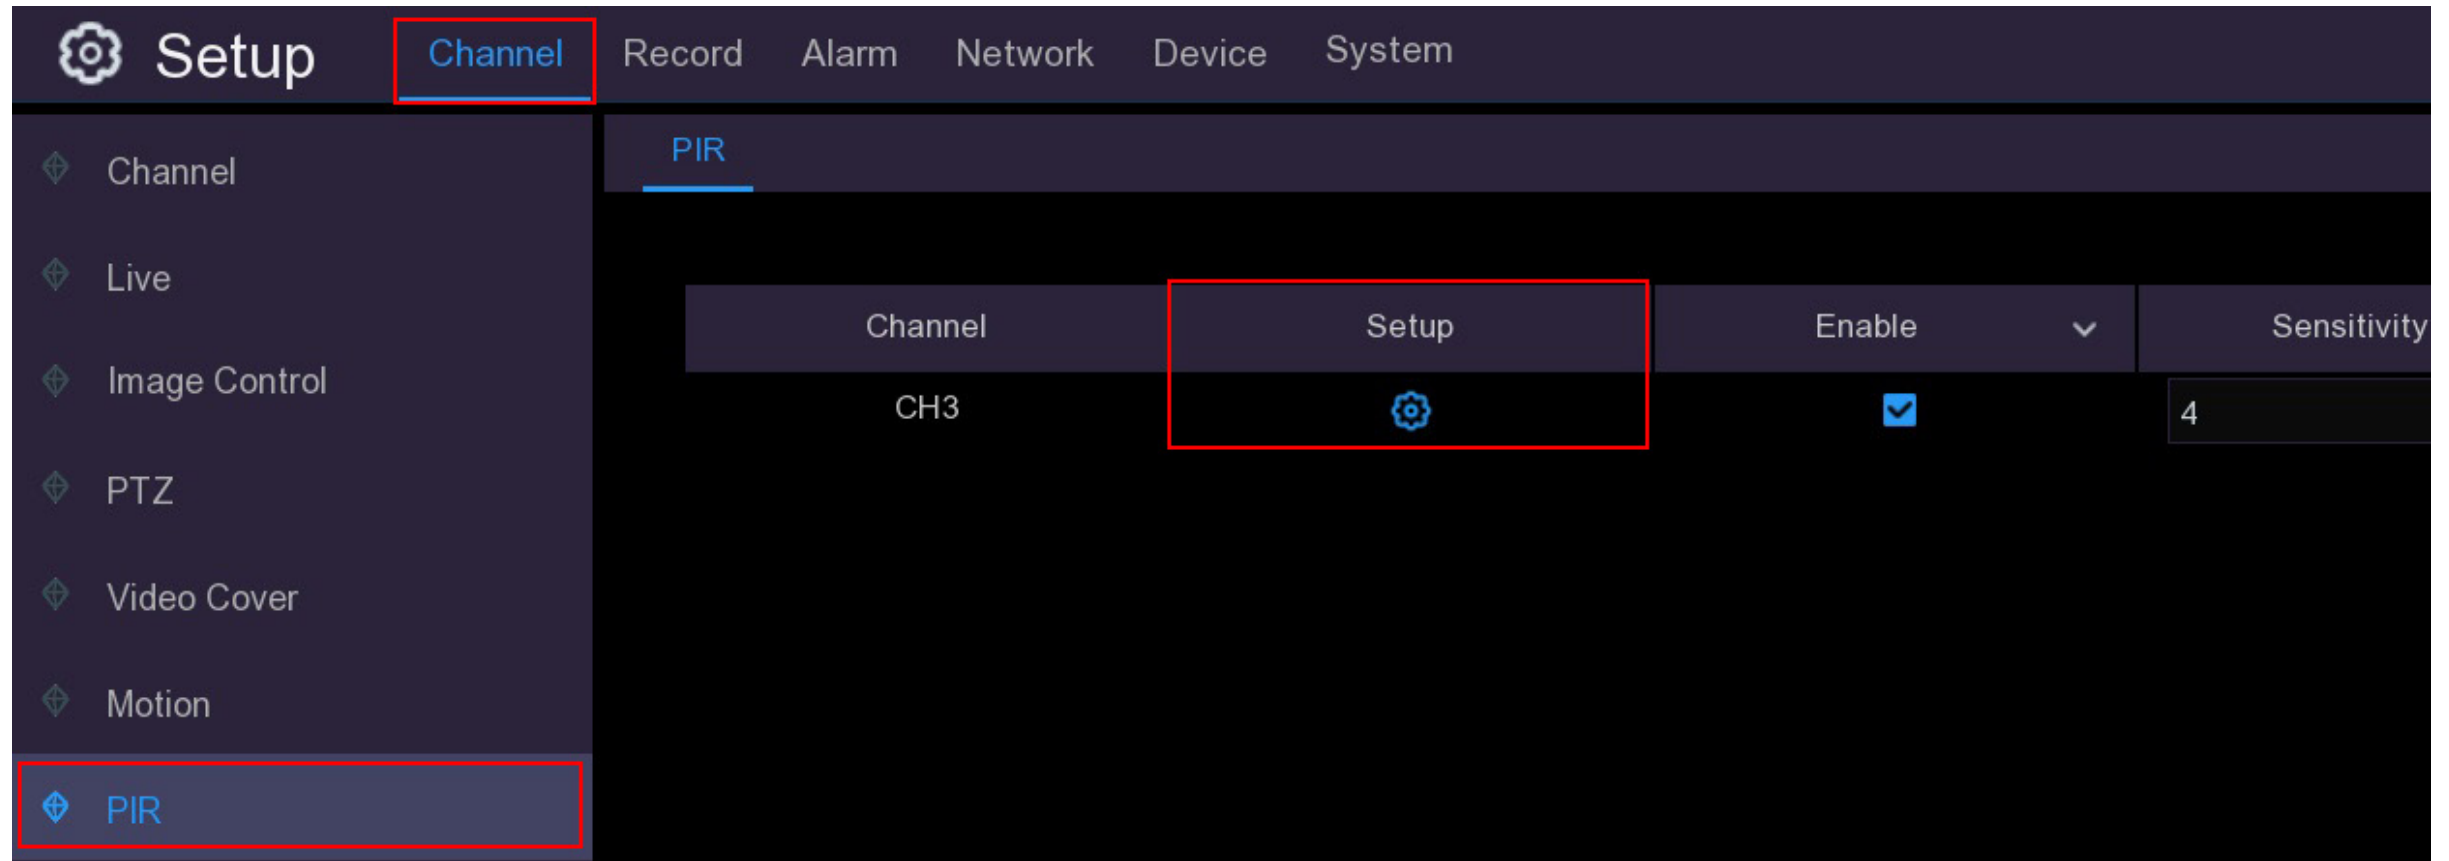 Setup Channel Record Alarm Network Device System
Channel
Live
Image Control
PTZ
Video Cover
Motion
PIR
PIR
Channel Setup Enable Sensitivity
CH3 4